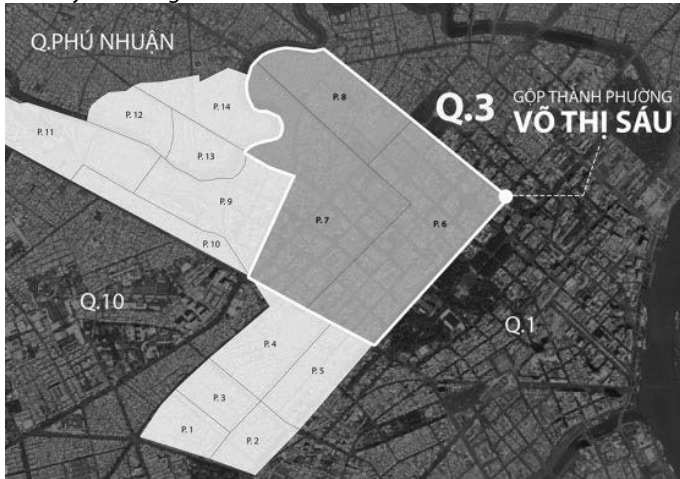 Q.PHÚ NHUẬN
P. 8
Q.3
GỘP THÀNH PHƯỜNG
VÕ THỊ SÁU
P. 14
P. 12
P. 11
P. 13
P. 9
P. 7
P. 6
P. 10
Q.10
Q.1
P. 4
P. 5
P. 3
P. 1
P. 2